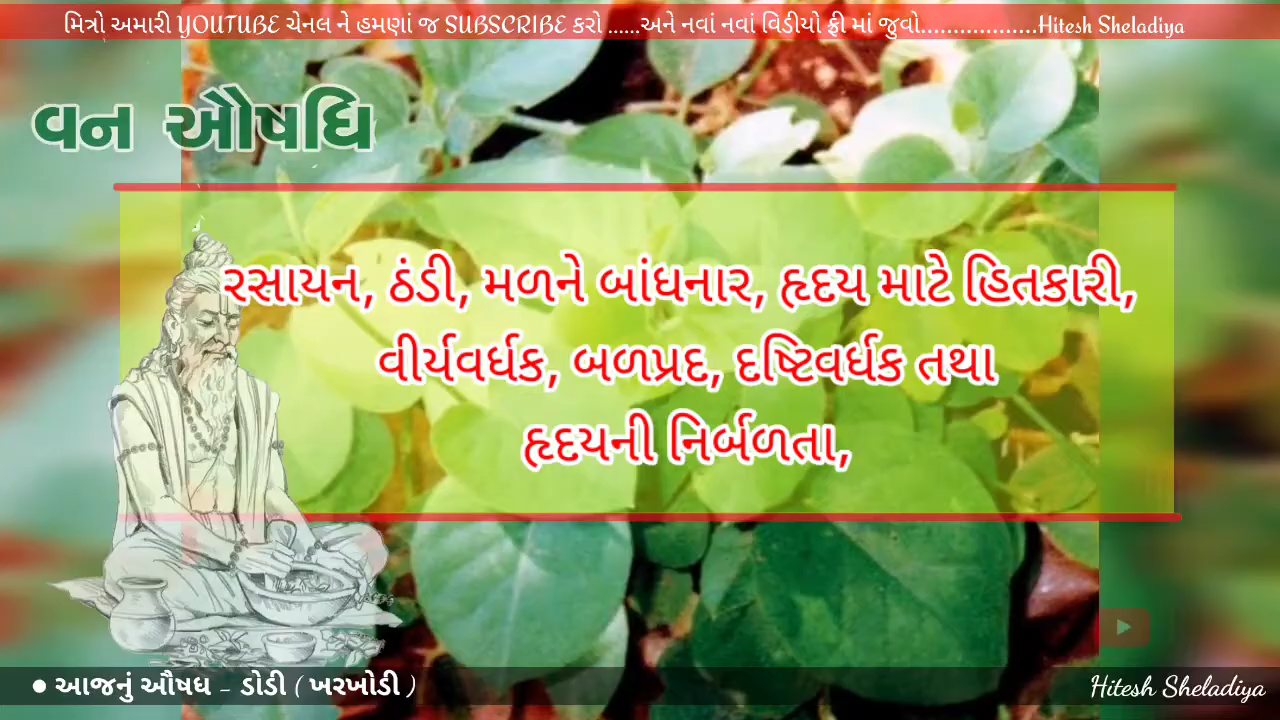 મિત્રો અમારી YOUTUBE ચેનલ ને હમણાં જ SUBSCRIBE કરો ......અને નવાં નવાં વિડીયો ફ્રી માં જુવો..................Hitesh Sheladiya
વન ઔષધિ
રસાયન, ઠંડી, મળને બાંધનાર, હૃદય માટે હિતકારી,
વીર્યવર્ધક, બળપ્રદ, દષ્ટિવર્ધક તથા
હૃદયની નિર્બળતા,
● આજનું ઔષધ - ડોડી ( ખરખોડી )
Hitesh Sheladiya